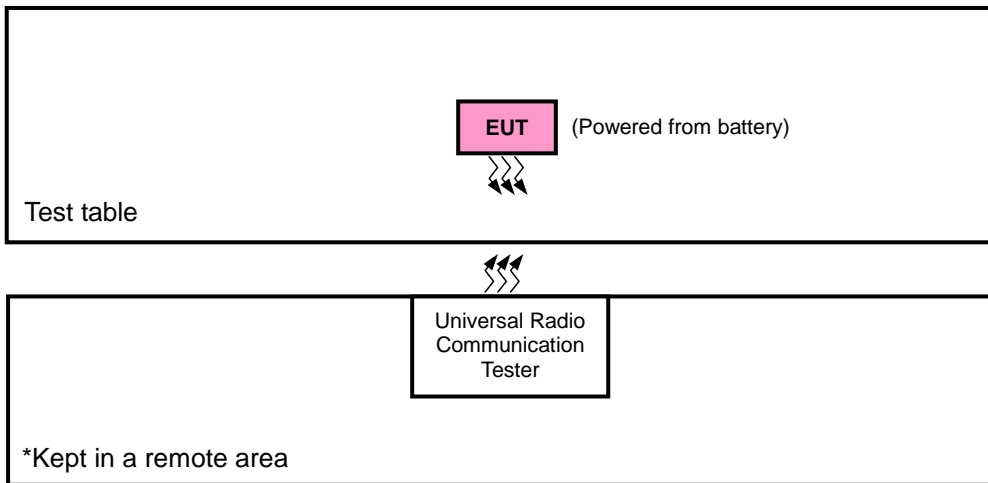 EUT
(Powered from battery)
Test table
Universal Radio
Communication
Tester
*Kept in a remote area